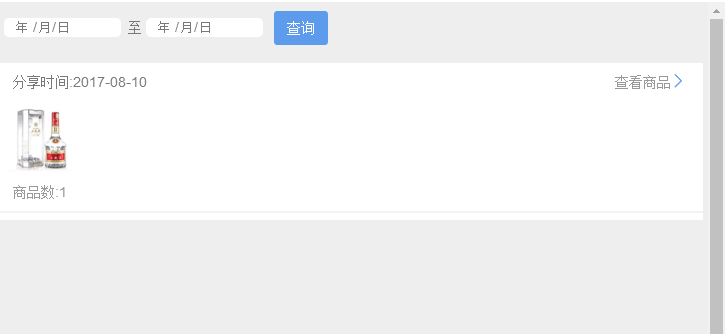 年 /月/日 至 年 /月/日 查询
分享时间:2017-08-10 查看商品
商品数:1